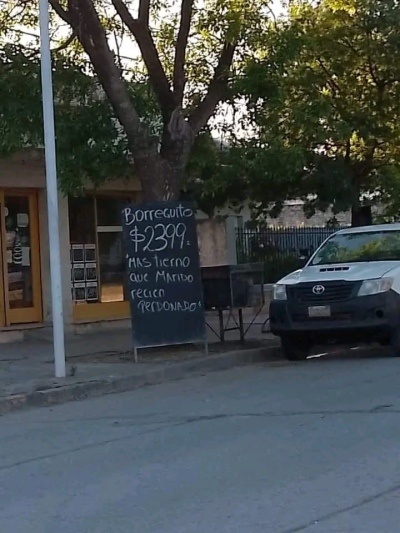 Borreguito
$2399.=
"MAS tierno
que MARido
recien
PERDONADO"